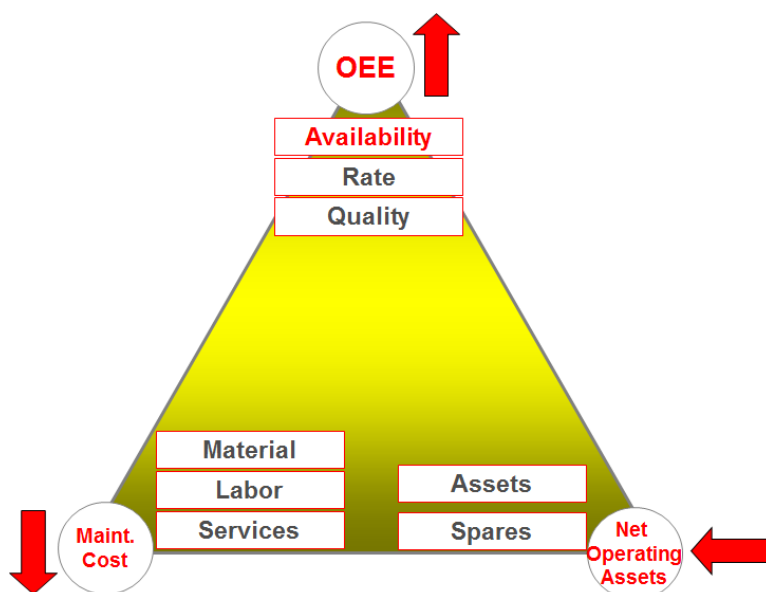 OEE
Availability
Rate
Quality
Material
Labor
Services
Assets
Spares
Maint.
Cost
Net
Operating
Assets